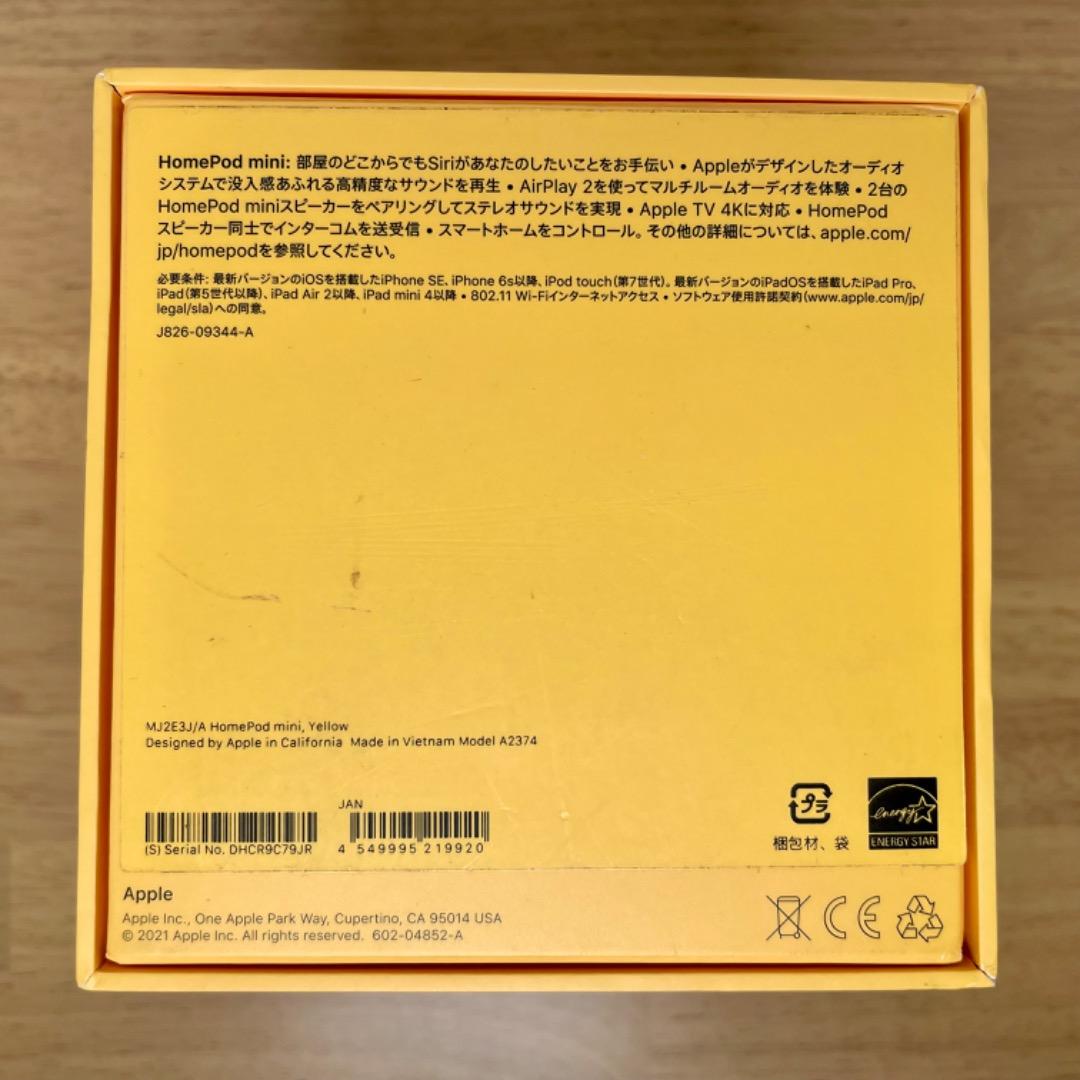 HomePod mini: 部屋のどこからでもSiriがあなたのしたいことをお手伝い • Appleがデザインしたオーディオ
システムで没入感あふれる高精度なサウンドを再生 • AirPlay 2を使ってマルチルームオーディオを体験 • 2台の
HomePod miniスピーカーをペアリングしてステレオサウンドを実現 • Apple TV 4Kに対応 • HomePod
スピーカー同士でインターコムを送受信 • スマートホームをコントロール。その他の詳細については、apple.com/
jp/homepodを参照してください。
必要条件: 最新バージョンのiOSを搭載したiPhone SE、iPhone 6s以降、iPod touch(第7世代)。最新バージョンのiPadOSを搭載したiPad Pro、
iPad(第5世代以降)、iPad Air 2以降、iPad mini 4以降 • 802.11 Wi-Fiインターネットアクセス • ソフトウェア使用許諾契約(www.apple.com/jp/
legal/sla)への同意。
J826-09344-A
MJ2E3J/A HomePod mini, Yellow
Designed by Apple in California Made in Vietnam Model A2374
JAN
(S) Serial No. DHCR9C79JR
4 549995 219920
プラ
梱包材、袋
energy
ENERGY STAR
Apple
Apple Inc., One Apple Park Way, Cupertino, CA 95014 USA
© 2021 Apple Inc. All rights reserved. 602-04852-A
CE